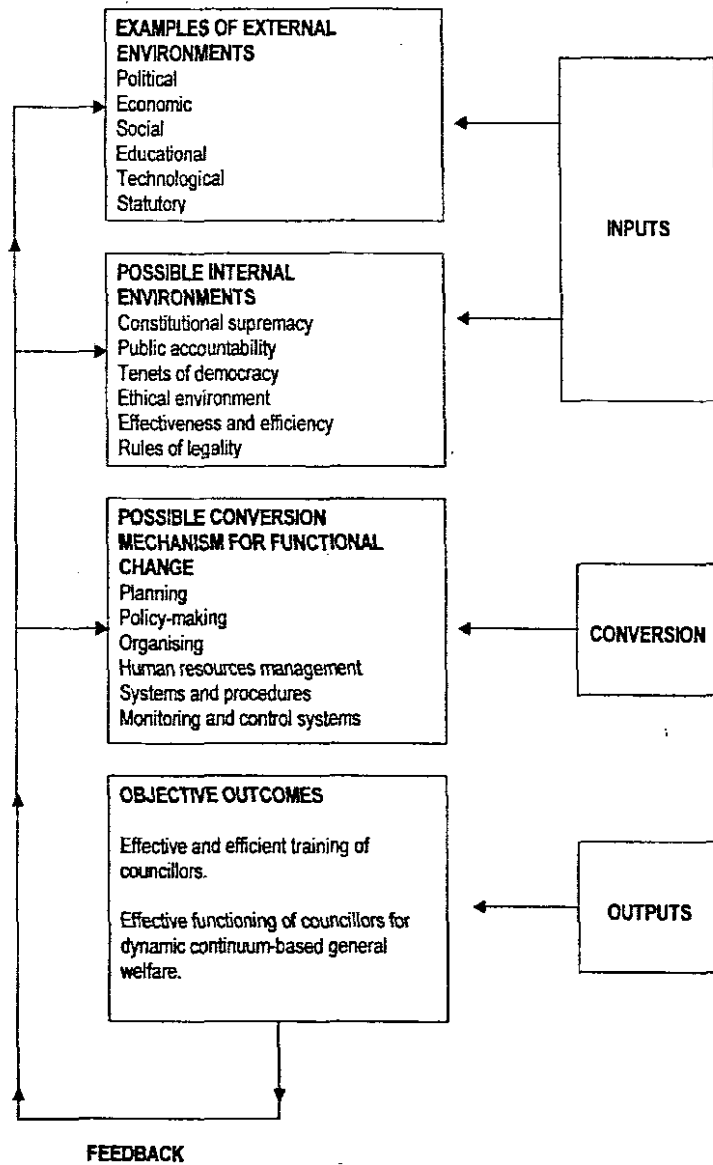 EXAMPLES OF EXTERNAL
ENVIRONMENTS
Political
Economic
Social
Educational
Technological
Statutory
INPUTS
POSSIBLE INTERNAL
ENVIRONMENTS
Constitutional supremacy
Public accountability
Tenets of democracy
Ethical environment
Effectiveness and efficiency
Rules of legality
POSSIBLE CONVERSION
MECHANISM FOR FUNCTIONAL
CHANGE
Planning
Policy-making
Organising
Human resources management
Systems and procedures
Monitoring and control systems
CONVERSION
OBJECTIVE OUTCOMES
Effective and efficient training of
councillors.
Effective functioning of councillors for
dynamic continuum-based general
welfare.
OUTPUTS
FEEDBACK